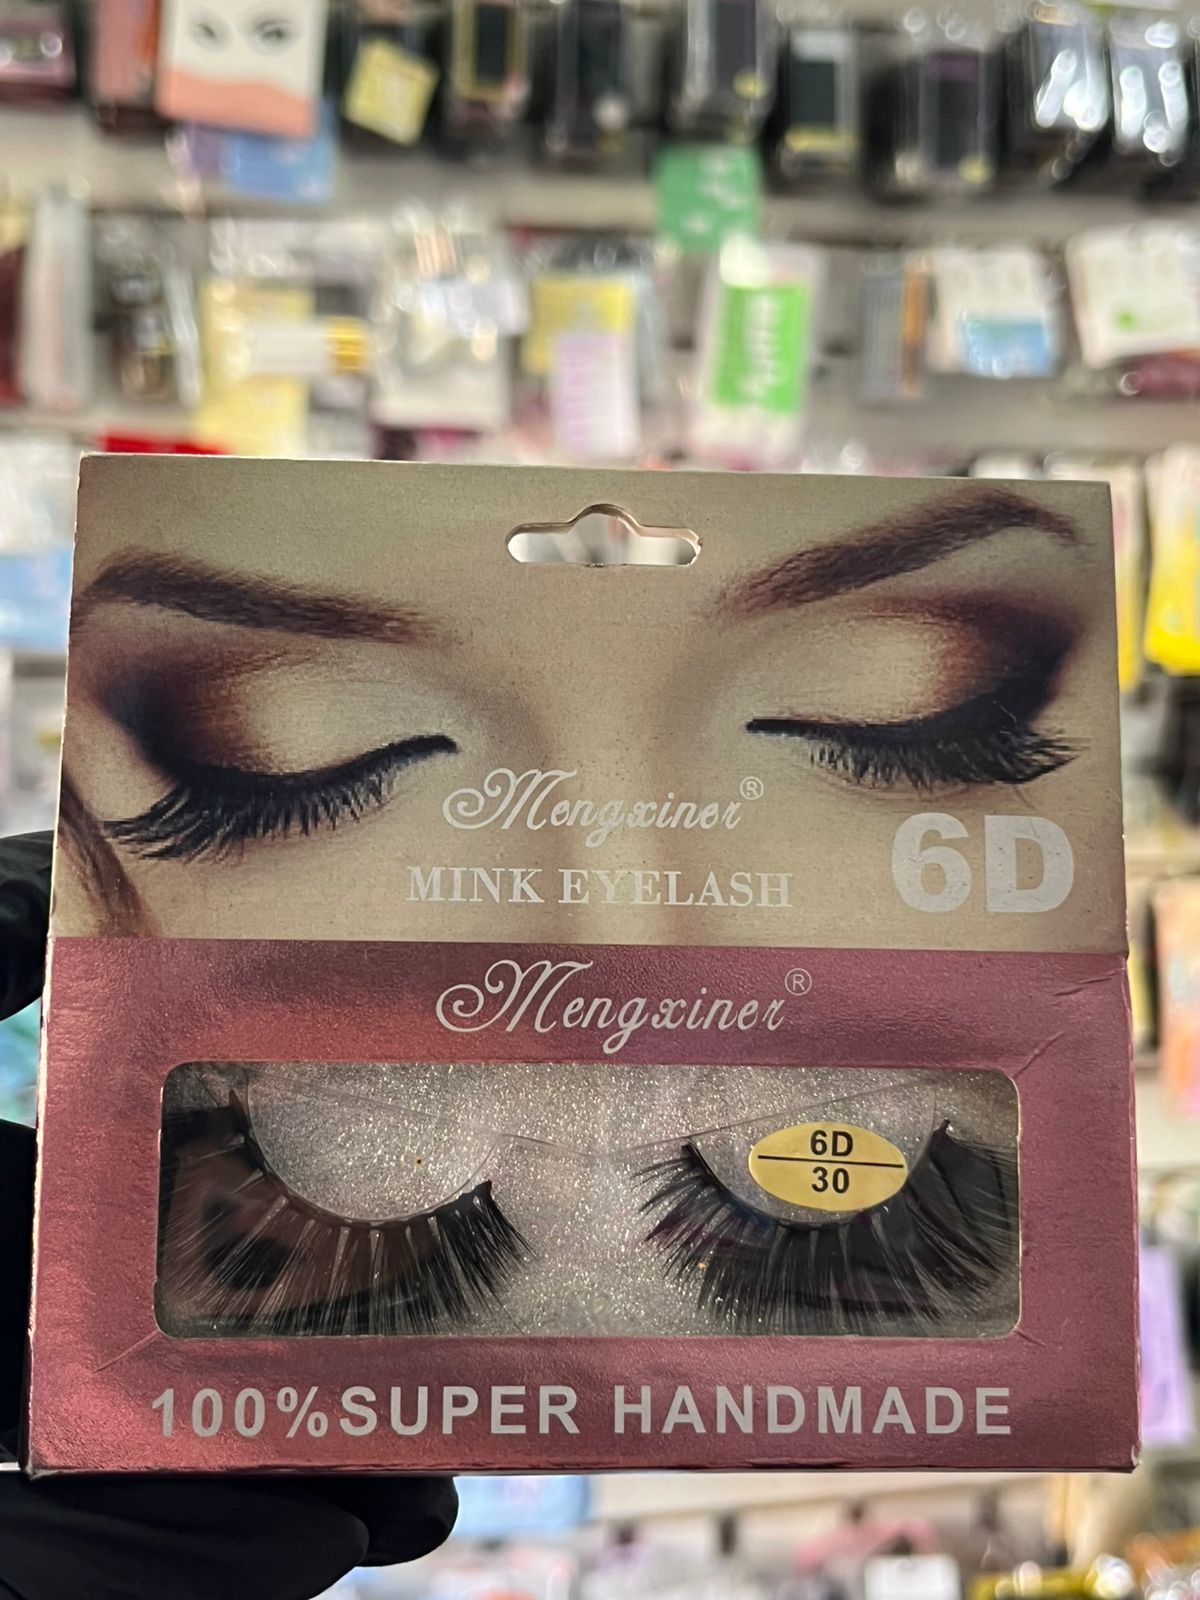 Mengxiner®
MINK EYELASH
6D
Mengxiner®
6D
30
100%SUPER HANDMADE